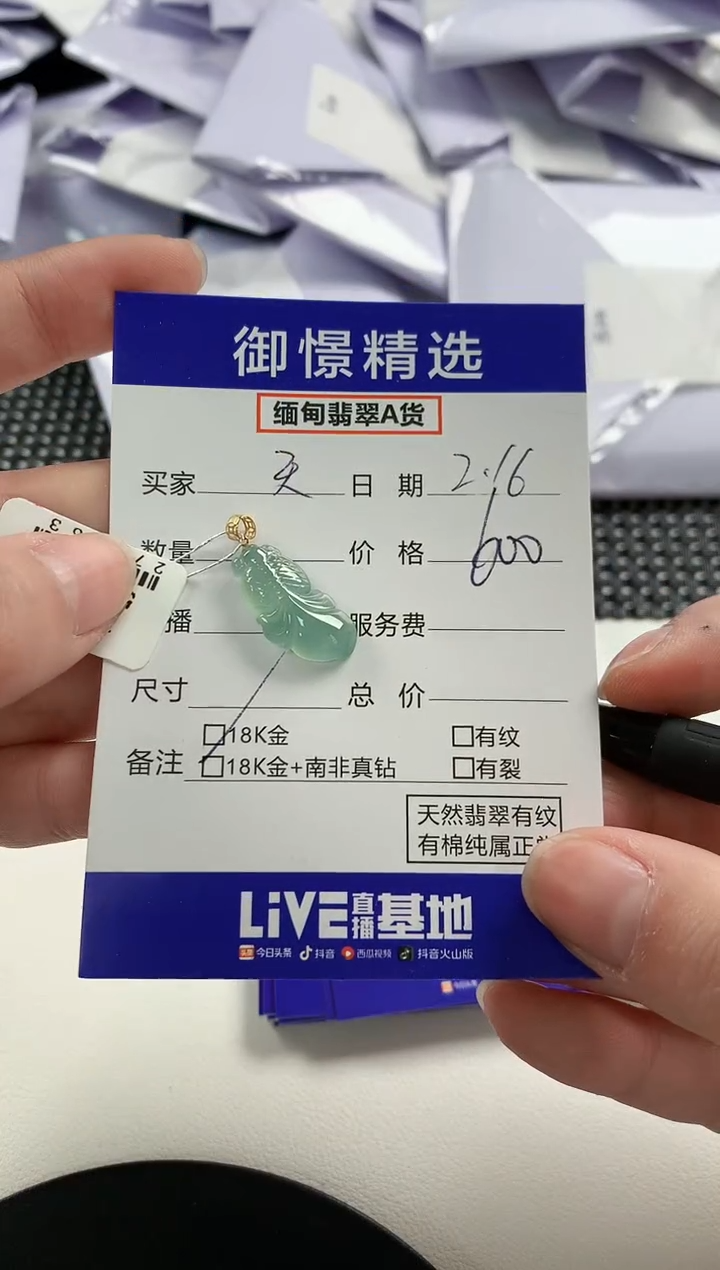 御憬精选
缅甸翡翠A货
买家 天 日 期 2.16
数量 价 格 600
播 服务费
尺寸 总 价
□18K金 □有纹
备注 □18K金+南非真钻 □有裂
天然翡翠有纹
有棉纯属正
LiVE直播基地
头条 今日头条 抖音 西瓜视频 抖音火山版